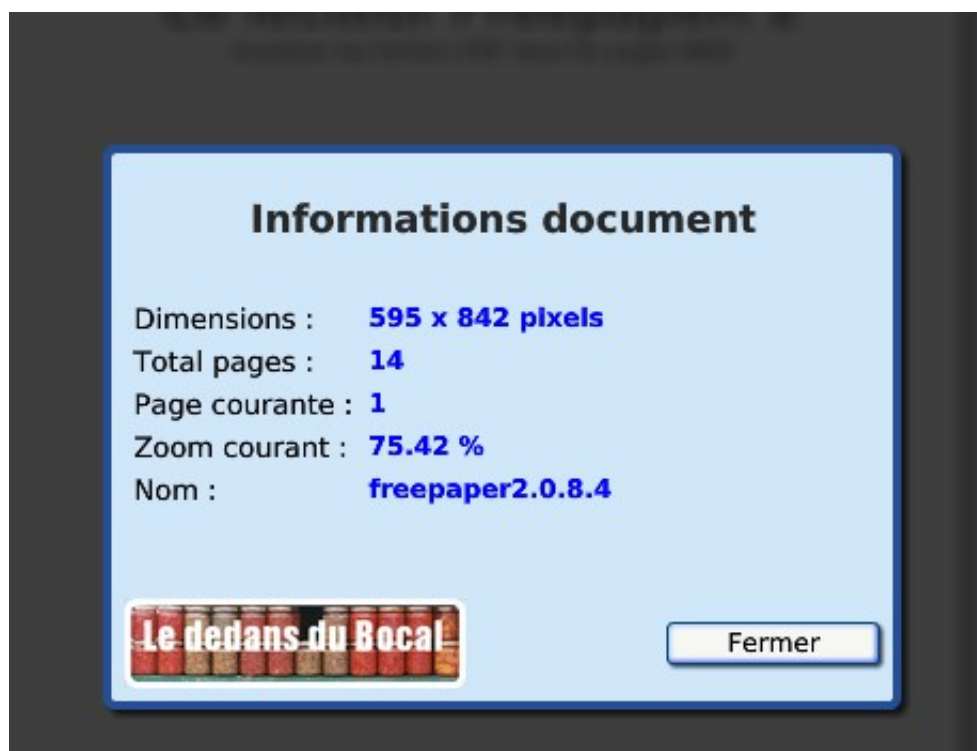 Informations document
Dimensions : 595 x 842 pixels
Total pages : 14
Page courante : 1
Zoom courant : 75.42 %
Nom : freepaper2.0.8.4
Le dedans du Bocal
Fermer